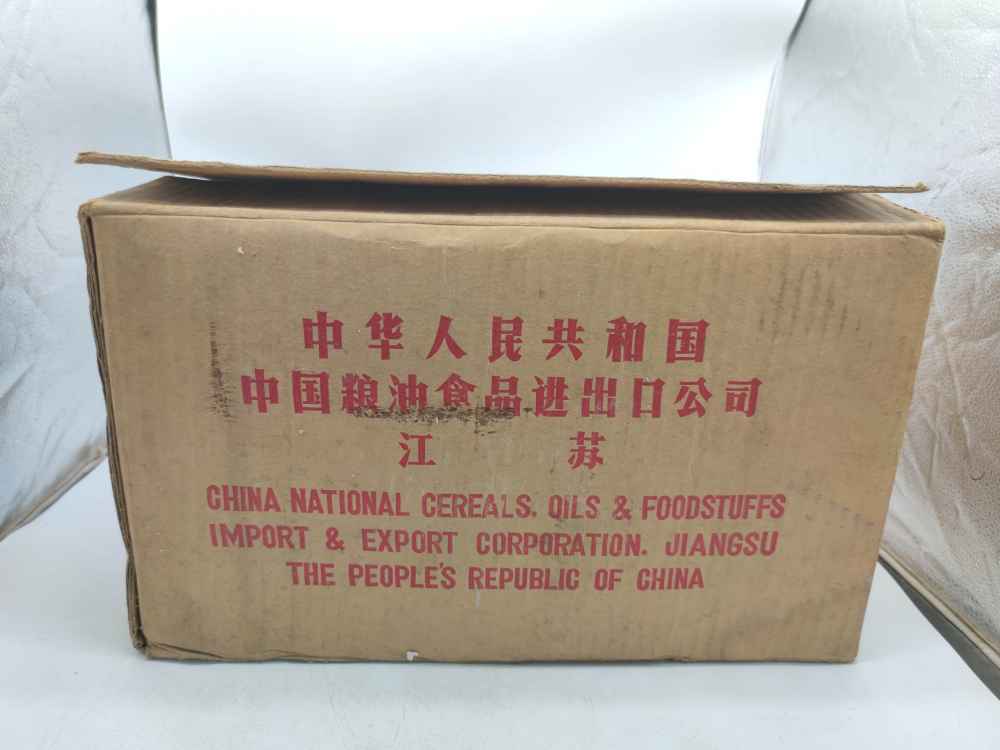 中华人民共和国
中国粮油食品进出口公司
江 苏
CHINA NATIONAL CEREALS. OILS & FOODSTUFFS
IMPORT & EXPORT CORPORATION. JIANGSU
THE PEOPLE'S REPUBLIC OF CHINA